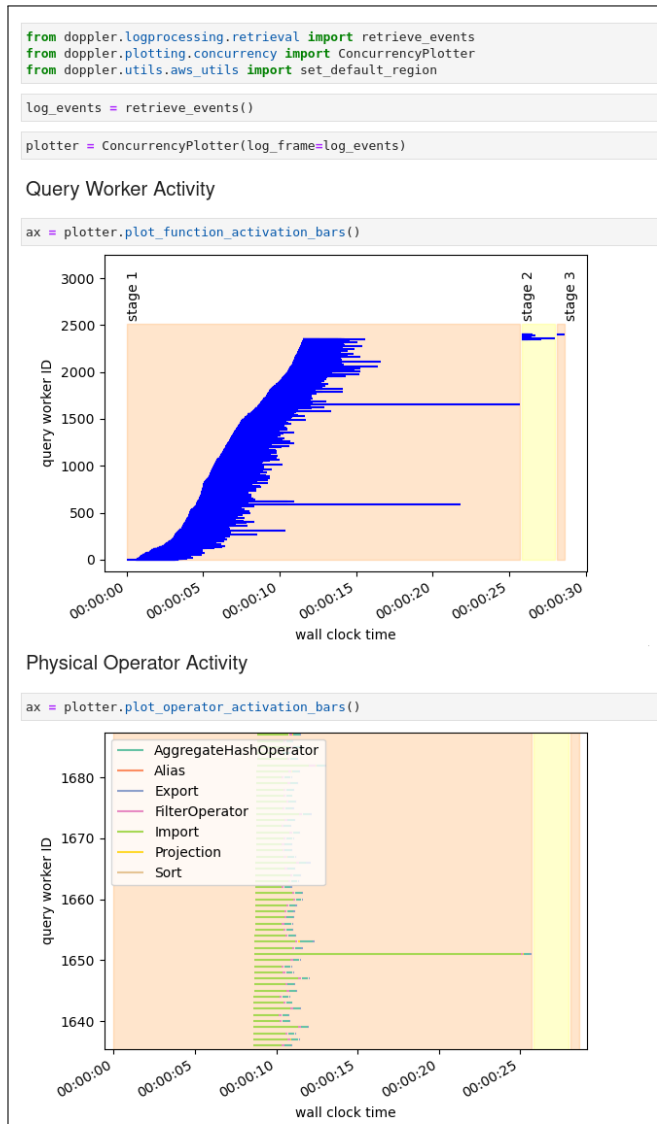 from doppler.logprocessing.retrieval import retrieve_events
from doppler.plotting.concurrency import ConcurrencyPlotter
from doppler.utils.aws_utils import set_default_region
log_events = retrieve_events()
plotter = ConcurrencyPlotter(log_frame=log_events)
Query Worker Activity
ax = plotter.plot_function_activation_bars()
stage 1
stage 2
stage 3
query worker ID
3000
2500
2000
1500
1000
500
0
00:00:00
00:00:05
00:00:10
00:00:15
00:00:20
00:00:25
00:00:30
wall clock time
Physical Operator Activity
ax = plotter.plot_operator_activation_bars()
AggregateHashOperator
Alias
Export
FilterOperator
Import
Projection
Sort
query worker ID
1680
1670
1660
1650
1640
00:00:00
00:00:05
00:00:10
00:00:15
00:00:20
00:00:25
wall clock time